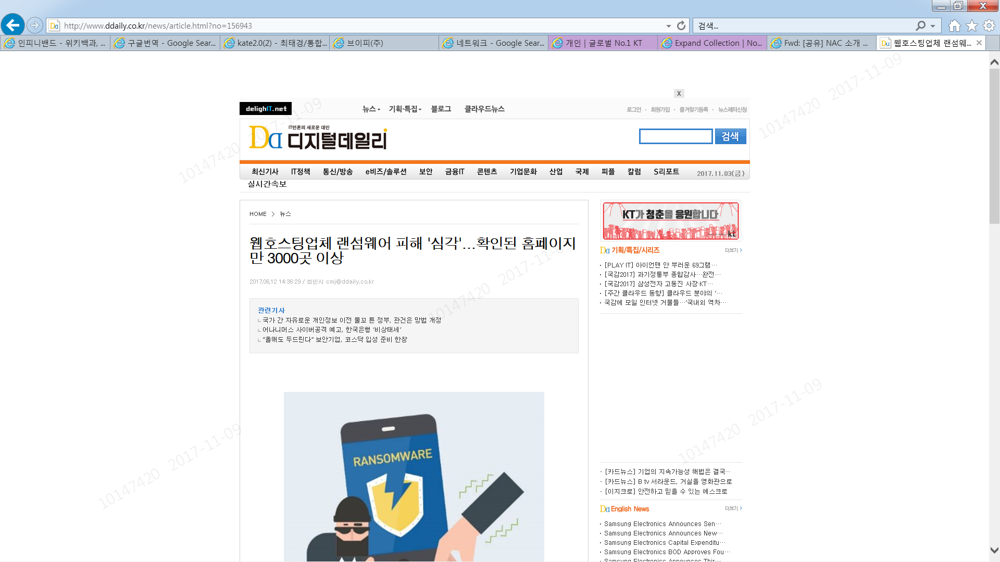 http://www.ddaily.co.kr/news/article.html?no=156943
검색...
인피니밴드 - 위키백과, ...
구글번역 - Google Sear...
kate2.0(2) - 최태경/통합...
브이피(주)
네트워크 - Google Sear...
개인 | 글로벌 No.1 KT
Expand Collection | No...
Fwd: [공유] NAC 소개 ...
웹호스팅업체 랜섬웨...
X
delighIT.net
뉴스
기획·특집
블로그
클라우드뉴스
로그인 · 회원가입 · 즐겨찾기등록 · 뉴스레터신청
IT언론의 새로운 대안
Da 디지털데일리
검색
최신기사 IT정책 통신/방송 e비즈/솔루션 보안 금융IT 콘텐츠 기업문화 산업 국제 피플 칼럼 S리포트 2017.11.03(금)
실시간속보
HOME > 뉴스
웹호스팅업체 랜섬웨어 피해 '심각'…확인된 홈페이지
만 3000곳 이상
2017.06.12 14:36:29 / 최민지 cmj@ddaily.co.kr
관련기사
국가 간 자유로운 개인정보 이전 물꼬 튼 정부, 관건은 망법 개정
어나니머스 사이버공격 예고, 한국은행 ‘비상태세’
“올해도 두드린다” 보안기업, 코스닥 입성 준비 한창
RANSOMWARE
KT가 청춘을 응원합니다
kt
Da 기획/특집/시리즈
더보기 >
· [PLAY IT] 아이언맨 안 부러운 69그램…
· [국감2017] 과기정통부 종합감사…완전…
· [국감2017] 삼성전자 고동진 사장·KT…
· [주간 클라우드 동향] 클라우드 분야의 ‘…
· 국감에 모일 인터넷 거물들…‘국내외 역차…
· [카드뉴스] 기업의 지속가능성 해법은 결국…
· [카드뉴스] B tv 서라운드, 거실을 영화관으로
· [이지크로] 안전하고 믿을 수 있는 에스크로
Da English News
더보기 >
· Samsung Electronics Announces Sen…
· Samsung Electronics Announces New…
· Samsung Electronics Capital Expenditu…
· Samsung Electronics BOD Approves Fou…
· Samsung Electronics Announces Thir…
10147420 2017-11-09
10147420 2017-11-09
10147420 2017-11-09
10147420 2017-11-09
10147420 2017-11-09